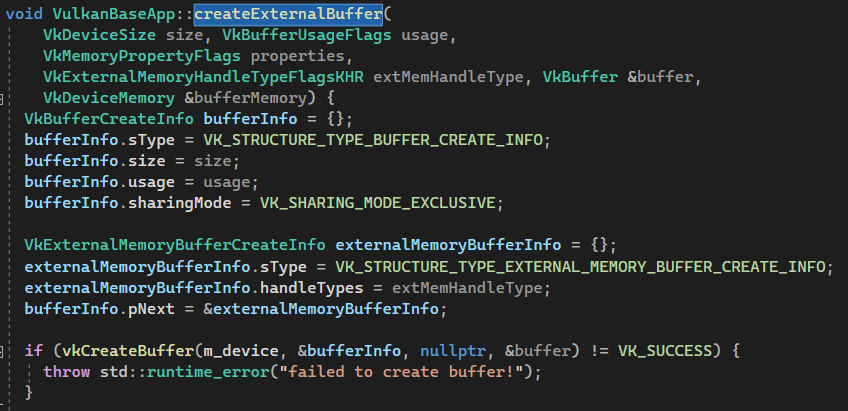 void VulkanBaseApp::createExternalBuffer(
    VkDeviceSize size, VkBufferUsageFlags usage,
    VkMemoryPropertyFlags properties,
    VkExternalMemoryHandleTypeFlagsKHR extMemHandleType, VkBuffer &buffer,
    VkDeviceMemory &bufferMemory) {
  VkBufferCreateInfo bufferInfo = {};
  bufferInfo.sType = VK_STRUCTURE_TYPE_BUFFER_CREATE_INFO;
  bufferInfo.size = size;
  bufferInfo.usage = usage;
  bufferInfo.sharingMode = VK_SHARING_MODE_EXCLUSIVE;

  VkExternalMemoryBufferCreateInfo externalMemoryBufferInfo = {};
  externalMemoryBufferInfo.sType = VK_STRUCTURE_TYPE_EXTERNAL_MEMORY_BUFFER_CREATE_INFO;
  externalMemoryBufferInfo.handleTypes = extMemHandleType;
  bufferInfo.pNext = &externalMemoryBufferInfo;

  if (vkCreateBuffer(m_device, &bufferInfo, nullptr, &buffer) != VK_SUCCESS) {
    throw std::runtime_error("failed to create buffer!");
  }